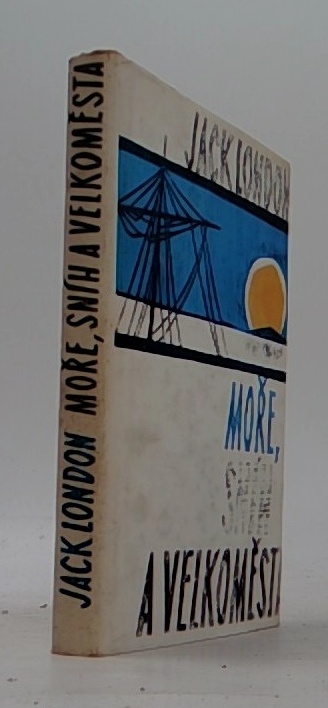 JACK LONDON MOŘE, SNÍH A VELKOMĚSTA
JACK LONDON
MOŘE,
SNÍH
A VELKOMĚSTA